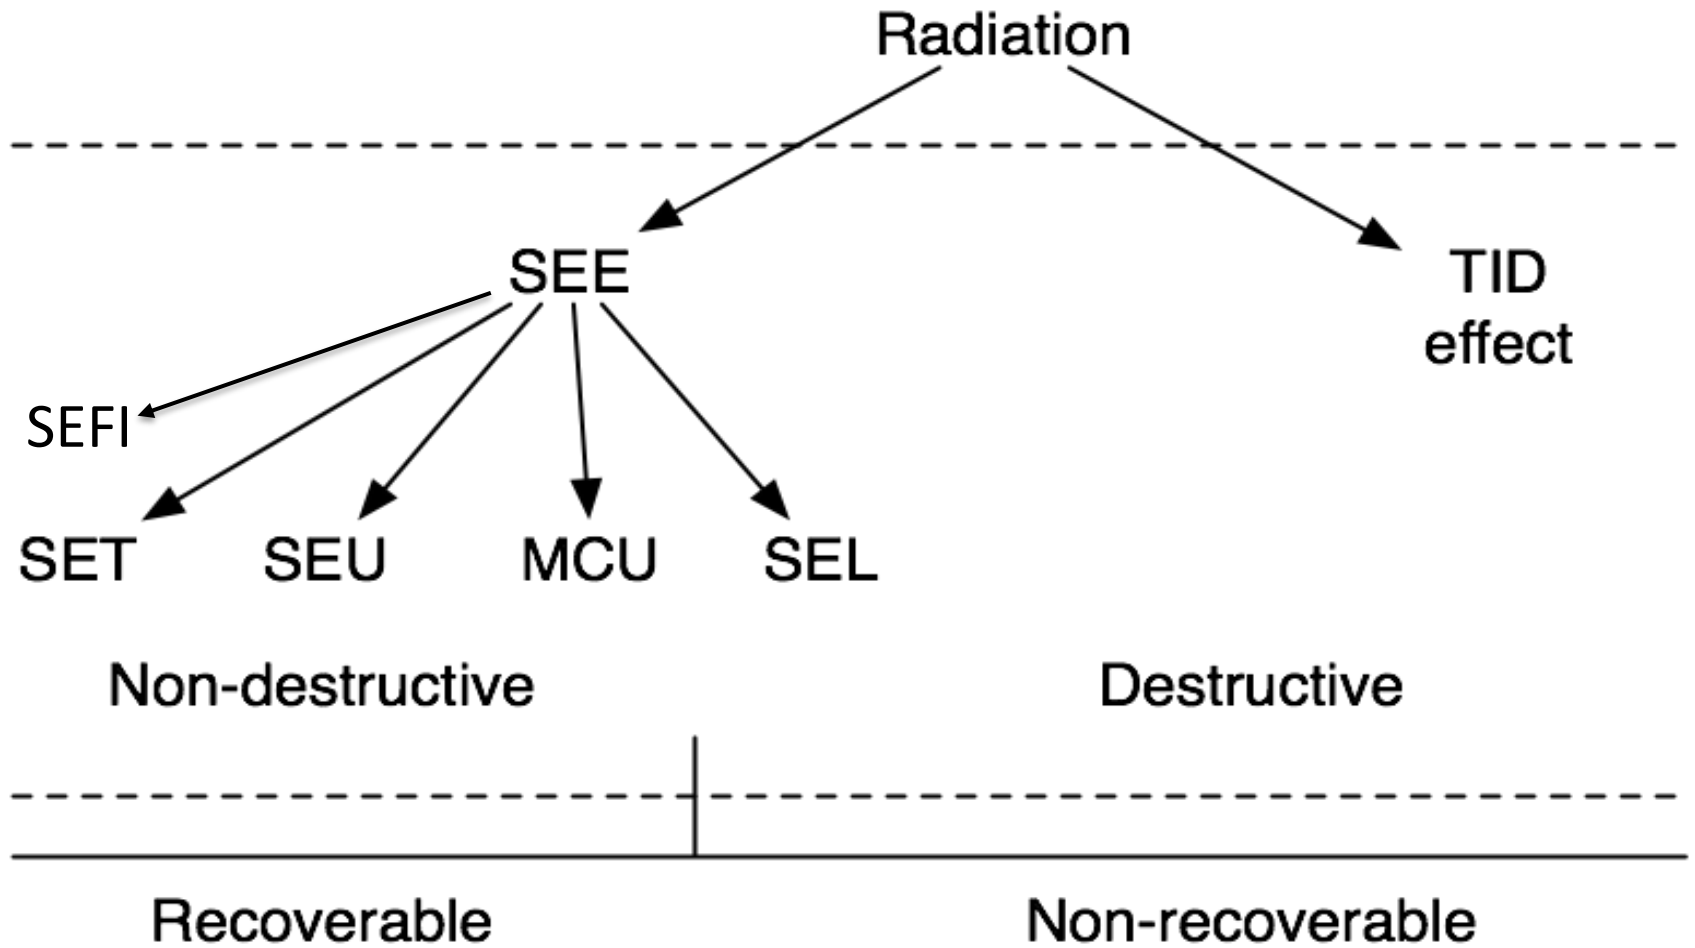 Radiation
SEE
TID
effect
SEFI
SET SEU MCU SEL
Non-destructive Destructive
Recoverable Non-recoverable